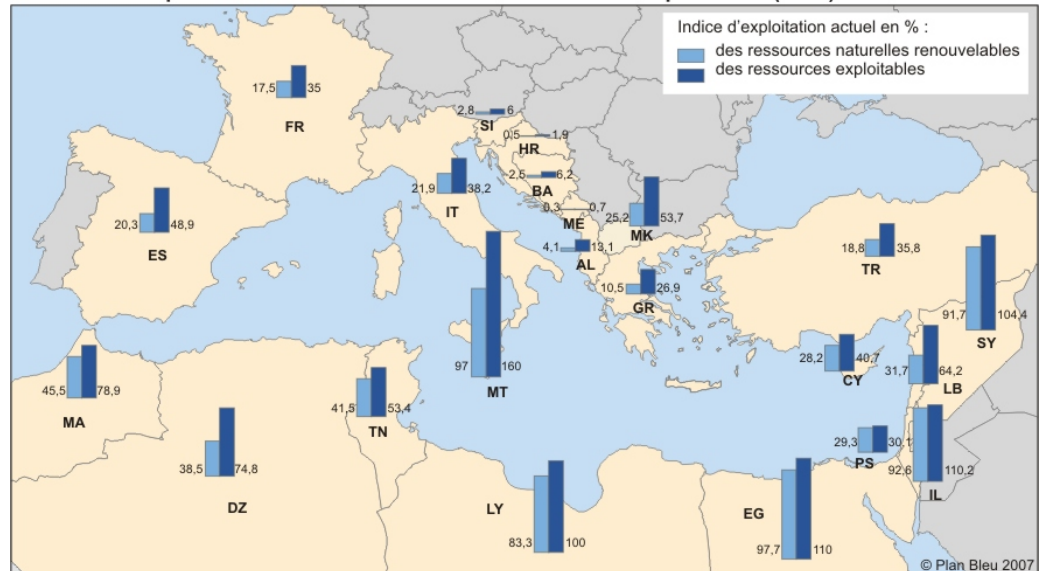 Indice d'exploitation actuel en % :
des ressources naturelles renouvelables
des ressources exploitables
17,5 35
FR
2,8 6
SI
0,5 1,9
HR
2,5 6,2
BA
21,9 38,2
IT
0,3 0,7
ME
25,2 53,7
MK
20,3 48,9
ES
4,1 13,1
AL
18,8 35,8
TR
10,5 26,9
GR
91,7 104,4
SY
97 160
MT
28,2 40,7
CY
31,7 64,2
LB
45,5 78,9
MA
41,5 53,4
TN
38,5 74,8
DZ
29,3 30,1
PS
92,6 110,2
IL
83,3 100
LY
97,7 110
EG
© Plan Bleu 2007